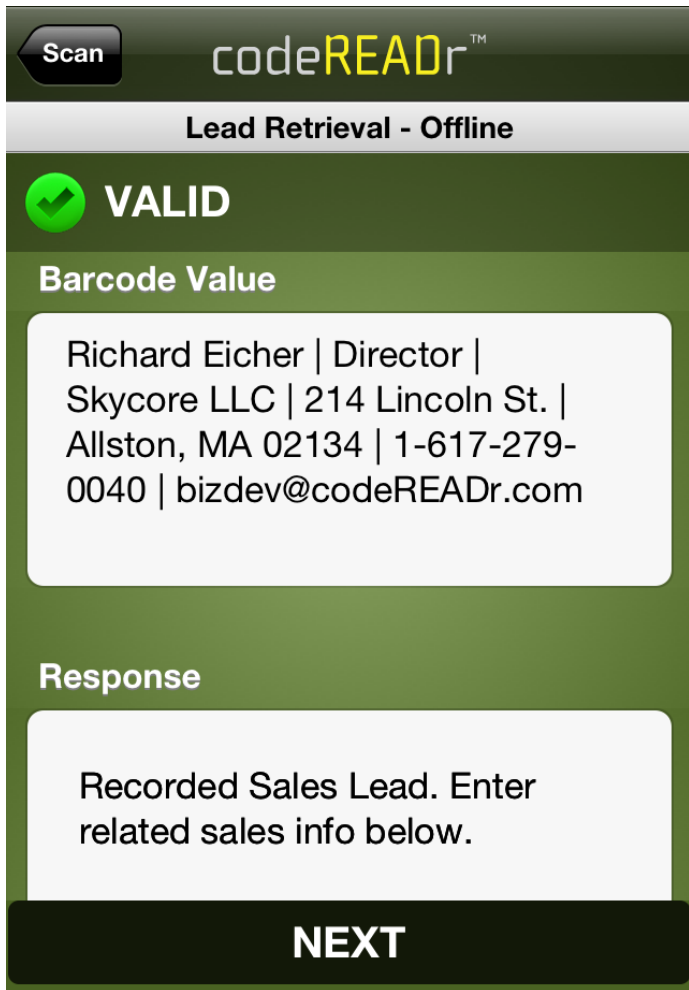 Scan
codeREADr™
Lead Retrieval - Offline
VALID
Barcode Value
Richard Eicher | Director |
Skycore LLC | 214 Lincoln St. |
Allston, MA 02134 | 1-617-279-
0040 | bizdev@codeREADr.com
Response
Recorded Sales Lead. Enter
related sales info below.
NEXT